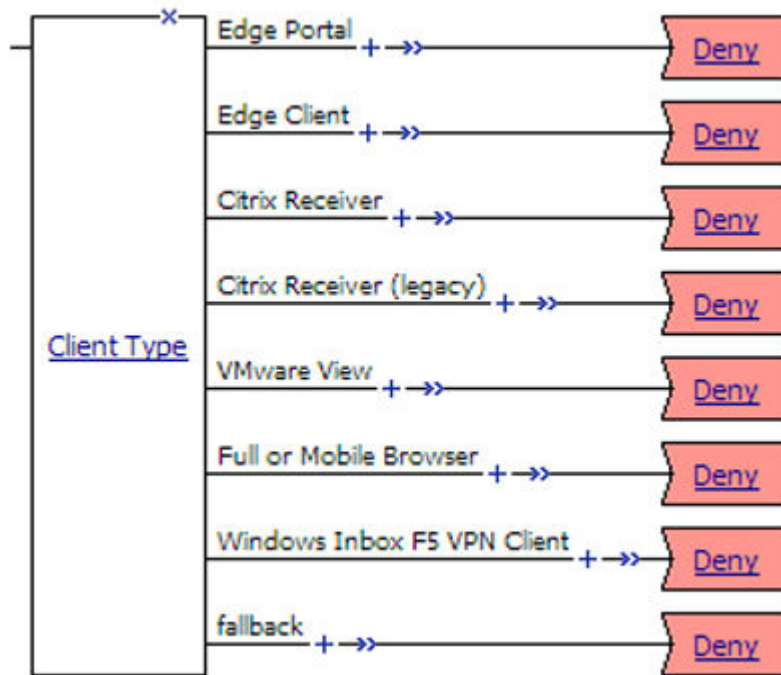 Edge Portal
Deny
Edge Client
Deny
Citrix Receiver
Deny
Citrix Receiver (legacy)
Deny
Client Type
VMware View
Deny
Full or Mobile Browser
Deny
Windows Inbox F5 VPN Client
Deny
fallback
Deny